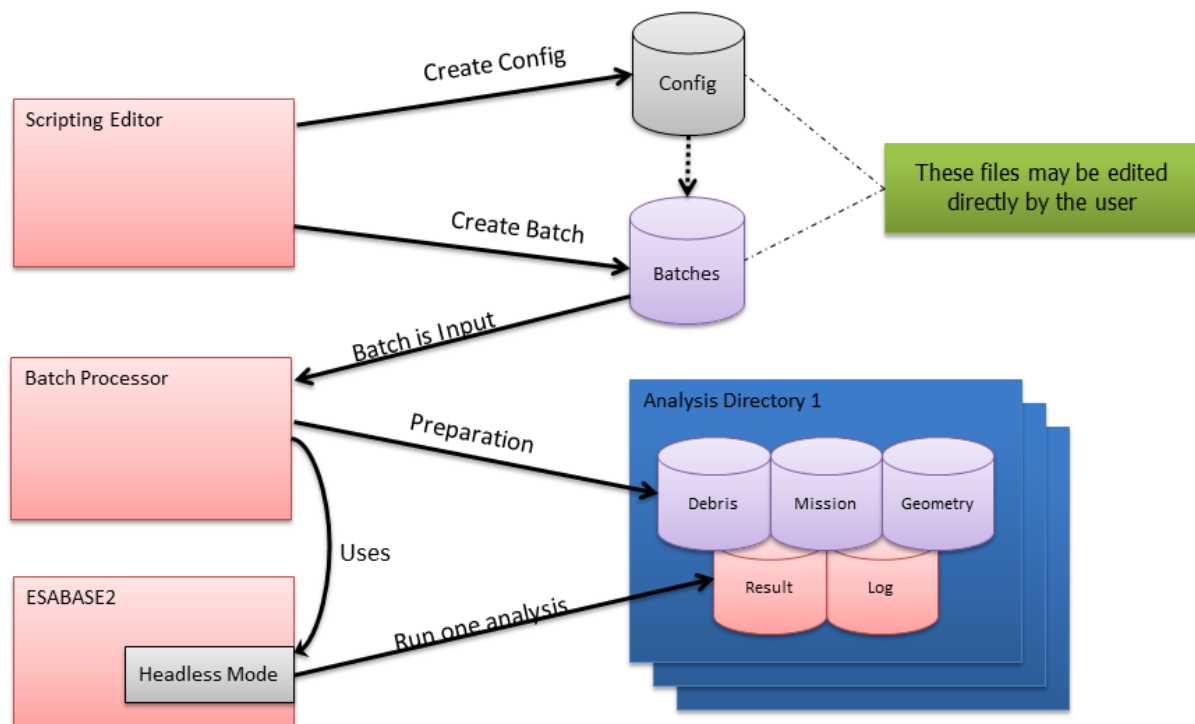 Create Config
Config
Scripting Editor
These files may be edited
directly by the user
Create Batch
Batches
Batch is Input
Batch Processor
Analysis Directory 1
Preparation
Debris
Mission
Geometry
Uses
ESABASE2
Result
Log
Run one analysis
Headless Mode